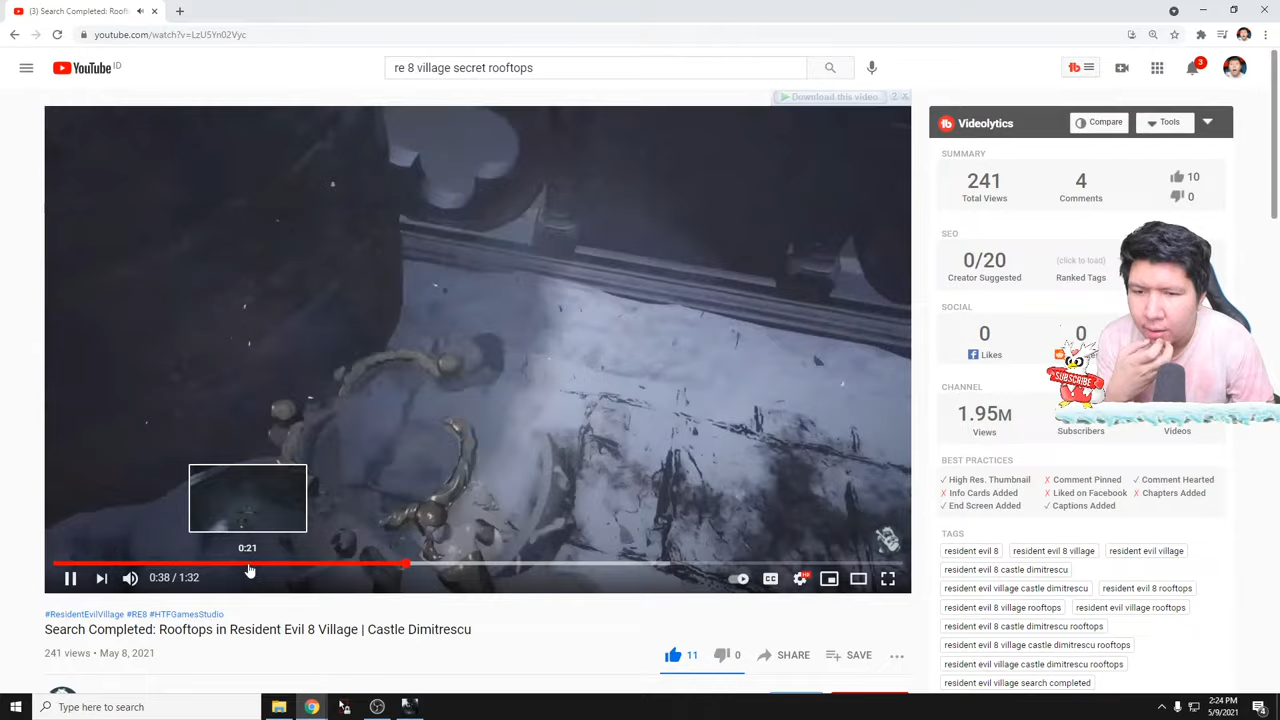 (3) Search Completed: Roofto
youtube.com/watch?v=LzU5Yn02Vyc
YouTube ID
re 8 village secret rooftops
3
Download this video
?
Videolytics
Compare
Tools
SUMMARY
241
Total Views
4
Comments
10
0
SEO
0/20
Creator Suggested
(click to load)
Ranked Tags
SOCIAL
0
Likes
0
SUBSCRIBE
CHANNEL
1.95M
Views
Subscribers
Videos
BEST PRACTICES
High Res. Thumbnail
Comment Pinned
Comment Hearted
Info Cards Added
Liked on Facebook
Chapters Added
End Screen Added
Captions Added
TAGS
resident evil 8
resident evil 8 village
resident evil village
resident evil 8 castle dimitrescu
resident evil village castle dimitrescu
resident evil 8 rooftops
resident evil 8 village rooftops
resident evil village rooftops
resident evil 8 castle dimitrescu rooftops
resident evil 8 village castle dimitrescu rooftops
resident evil village castle dimitrescu rooftops
resident evil village search completed
0:21
0:38 / 1:32
CC
HD
#ResidentEvilVillage #RE8 #HTFGamesStudio
Search Completed: Rooftops in Resident Evil 8 Village | Castle Dimitrescu
241 views • May 8, 2021
11
0
SHARE
SAVE
Type here to search
2:24 PM
5/9/2021
4